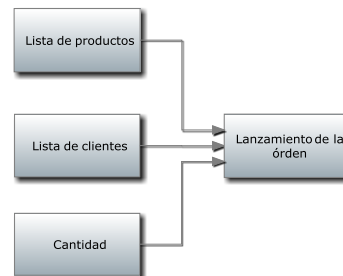 Lista de productos
Lista de clientes
Lanzamiento de la
órden
Cantidad